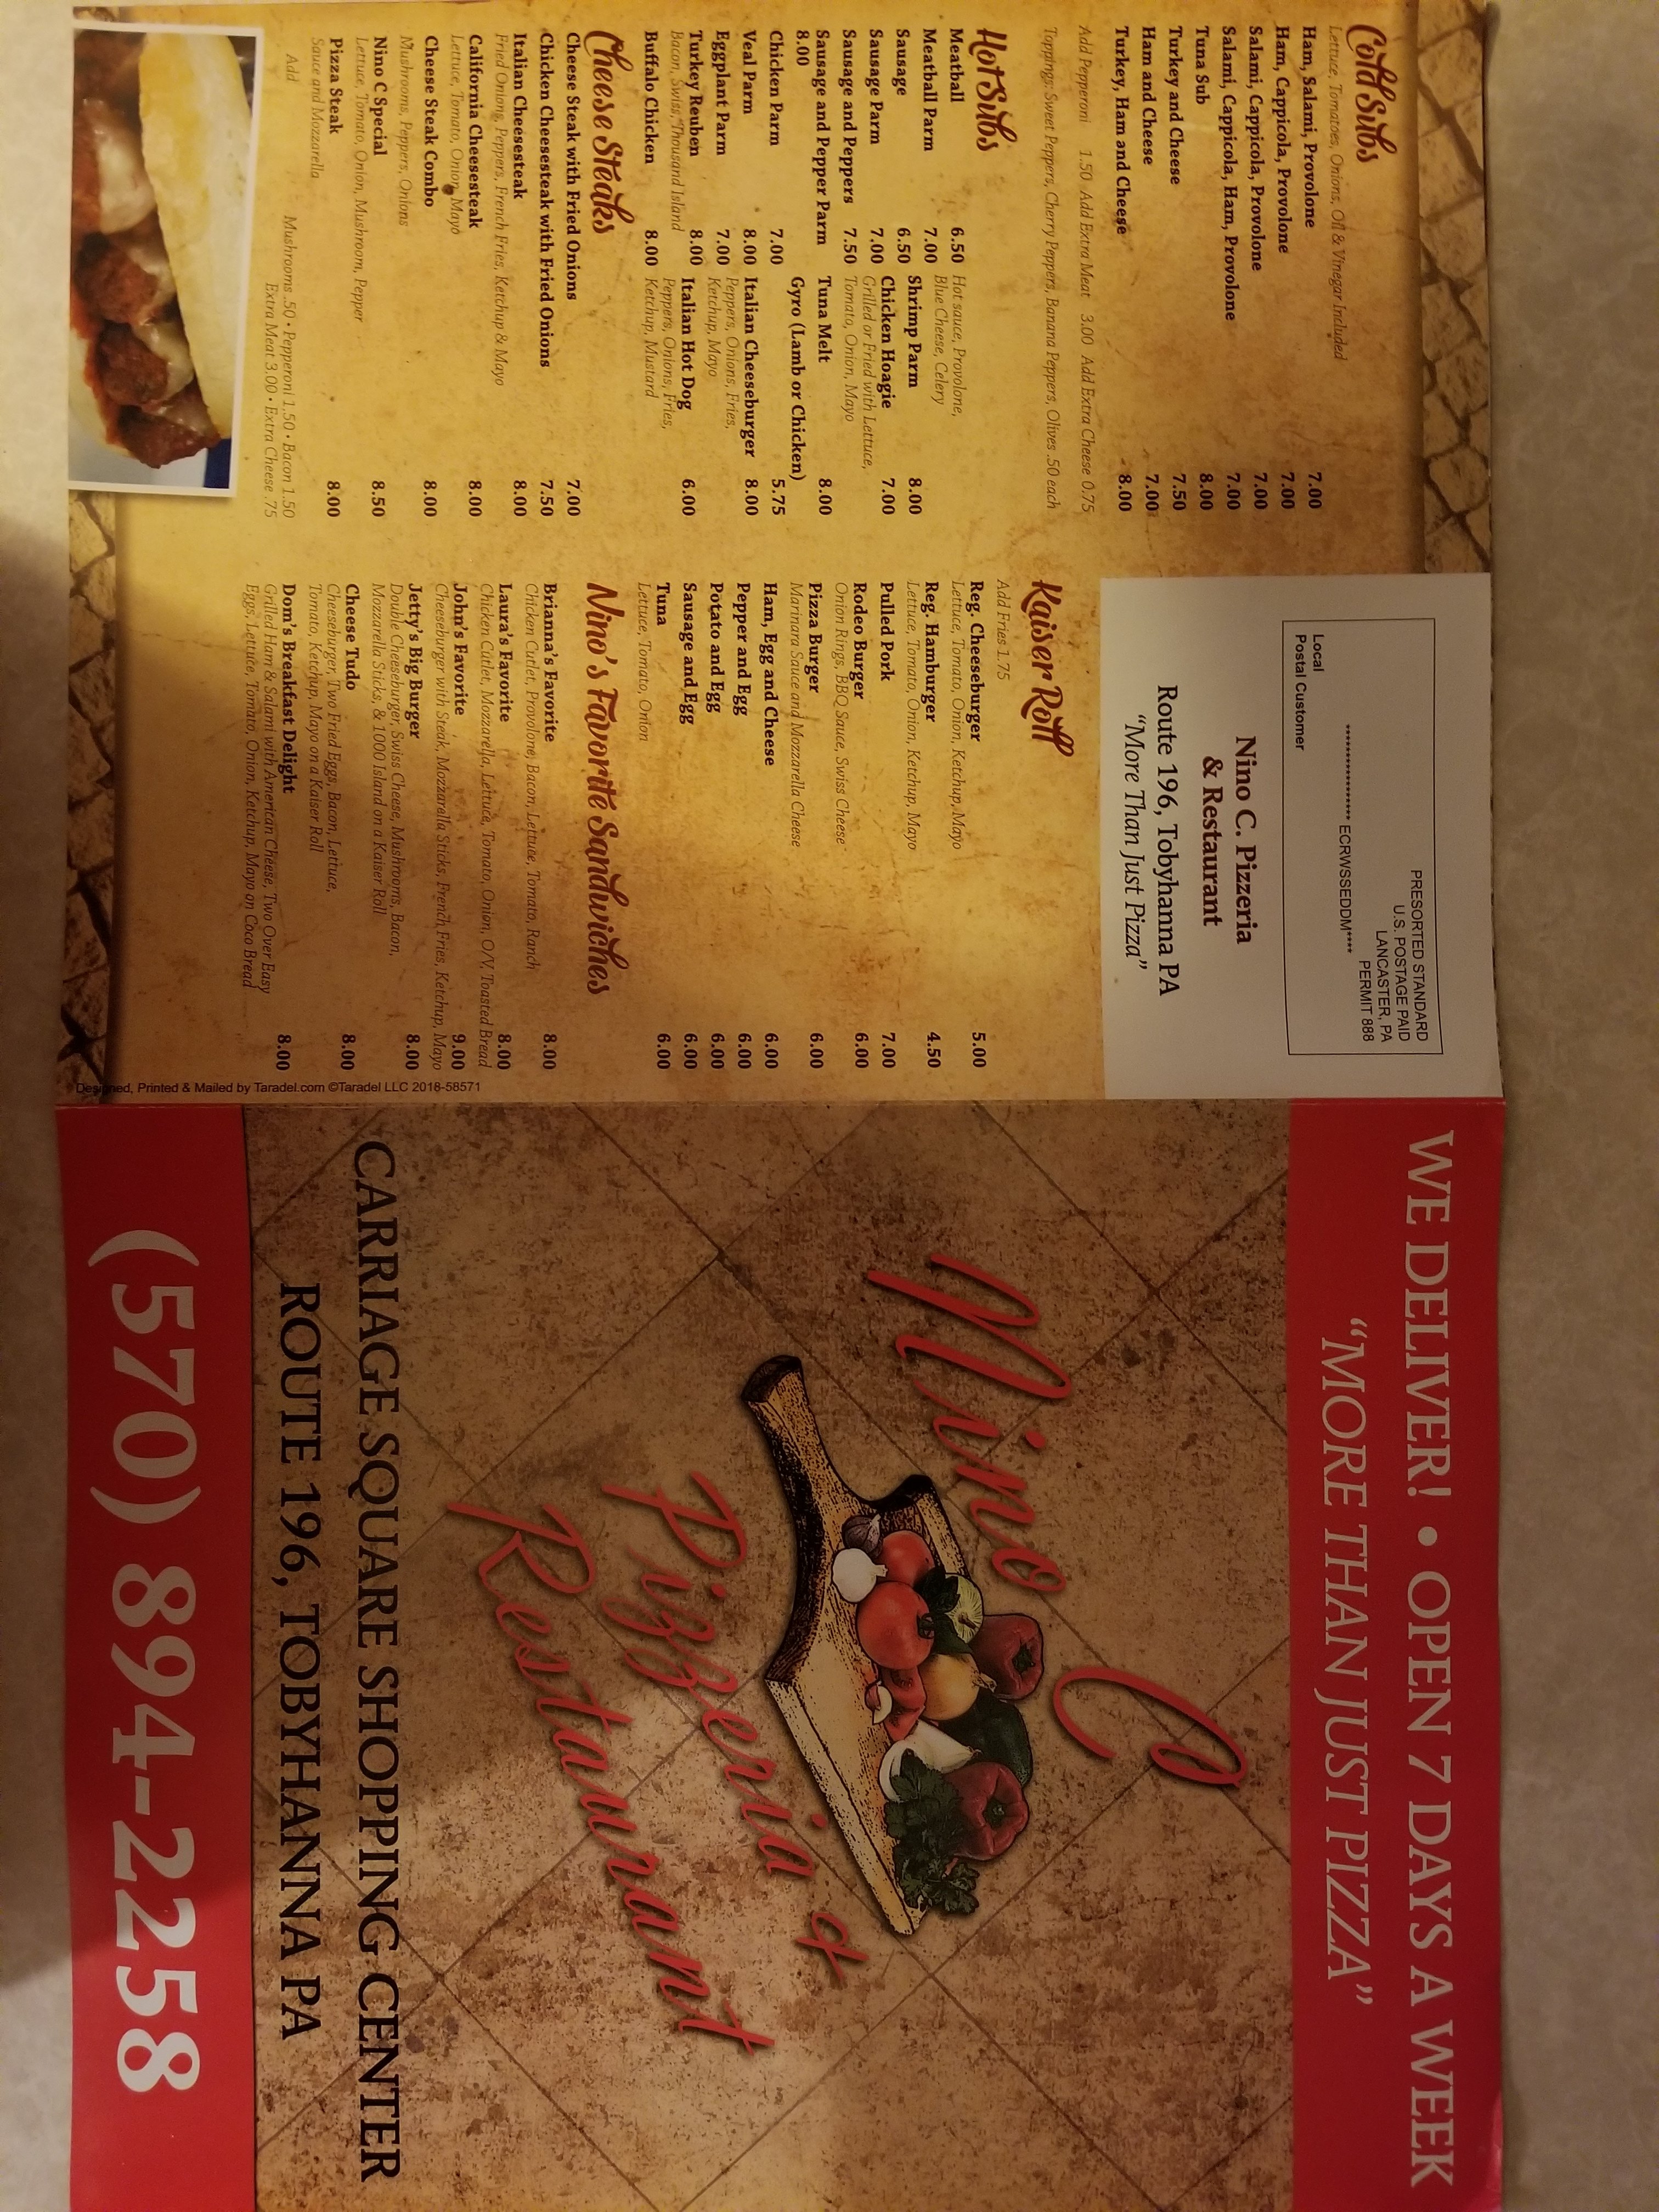 Cold Subs
Lettuce, Tomatoes, Onions, Oil & Vinegar Included
Ham, Salami, Provolone 7.00
Ham, Cappicola, Provolone 7.00
Salami, Cappicola, Provolone 7.00
Salami, Cappicola, Ham, Provolone 7.00
Tuna Sub 8.00
Turkey and Cheese 7.50
Ham and Cheese 7.00
Turkey, Ham and Cheese 8.00
Add Pepperoni 1.50 Add Extra Meat 3.00 Add Extra Cheese 0.75
Toppings: Sweet Peppers, Cherry Peppers, Banana Peppers, Olives .50 each
Hot Subs
Meatball 6.50
Meatball Parm 7.00
Sausage 6.50
Sausage Parm 7.00
Sausage and Peppers 7.50
Sausage and Pepper Parm
8.00
Chicken Parm 7.00
Veal Parm 8.00
Eggplant Parm 7.00
Turkey Reuben 8.00
Bacon, Swiss, Thousand Island
Buffalo Chicken 8.00
Hot sauce, Provolone,
Blue Cheese, Celery
Shrimp Parm 8.00
Chicken Hoagie 7.00
Grilled or Fried with Lettuce,
Tomato, Onion, Mayo
Tuna Melt 8.00
Gyro (Lamb or Chicken)
5.75
Italian Cheeseburger 8.00
Peppers, Onions, Fries,
Ketchup, Mayo
Italian Hot Dog 6.00
Peppers, Onions, Fries,
Ketchup, Mustard
Cheese Steaks
Cheese Steak with Fried Onions 7.00
Chicken Cheesesteak with Fried Onions 7.50
Italian Cheesesteak 8.00
Fried Onions, Peppers, French Fries, Ketchup & Mayo
California Cheesesteak 8.00
Lettuce, Tomato, Onion, Mayo
Cheese Steak Combo 8.00
Mushrooms, Peppers, Onions
Nino C Special 8.50
Lettuce, Tomato, Onion, Mushroom, Pepper
Pizza Steak 8.00
Sauce and Mozzarella
Add Mushrooms .50 • Pepperoni 1.50 • Bacon 1.50
Extra Meat 3.00 • Extra Cheese .75
PRESORTED STANDARD
U.S. POSTAGE PAID
LANCASTER, PA
PERMIT 888
**************** ECRWSSEDDM****
Local
Postal Customer
Nino C. Pizzeria
& Restaurant
Route 196, Tobyhanna PA
“More Than Just Pizza”
Kaiser Roll
Add Fries 1.75
Reg. Cheeseburger 5.00
Lettuce, Tomato, Onion, Ketchup, Mayo
Reg. Hamburger 4.50
Lettuce, Tomato, Onion, Ketchup, Mayo
Pulled Pork 7.00
Rodeo Burger 6.00
Onion Rings, BBQ Sauce, Swiss Cheese
Pizza Burger 6.00
Marinara Sauce and Mozzarella Cheese
Ham, Egg and Cheese 6.00
Pepper and Egg 6.00
Potato and Egg 6.00
Sausage and Egg 6.00
Tuna 6.00
Lettuce, Tomato, Onion
Nino's Favorite Sandwiches
Brianna's Favorite 8.00
Chicken Cutlet, Provolone, Bacon, Lettuce, Tomato, Ranch
Laura's Favorite 8.00
Chicken Cutlet, Mozzarella, Lettuce, Tomato, Onion, O/V, Toasted Bread
John's Favorite 9.00
Cheeseburger with Steak, Mozzarella Sticks, French Fries, Ketchup, Mayo
Jetty's Big Burger 8.00
Double Cheeseburger, Swiss Cheese, Mushrooms, Bacon,
Mozzarella Sticks, & 1000 Island on a Kaiser Roll
Cheese Tudo 8.00
Cheeseburger, Two Fried Eggs, Bacon, Lettuce,
Tomato, Ketchup, Mayo on a Kaiser Roll
Dom's Breakfast Delight 8.00
Grilled Ham & Salami with American Cheese, Two Over Easy
Eggs, Lettuce, Tomato, Onion, Ketchup, Mayo on Coco Bread
Designed, Printed & Mailed by Taradel.com ©Taradel LLC 2018-58571
WE DELIVER! • OPEN 7 DAYS A WEEK
“MORE THAN JUST PIZZA”
Nino C
Pizzeria &
Restaurant
CARRIAGE SQUARE SHOPPING CENTER
ROUTE 196, TOBYHANNA PA
(570) 894-2258